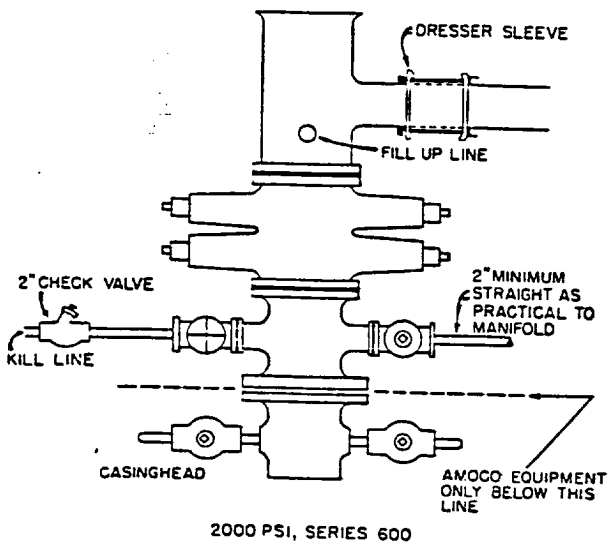 DRESSER SLEEVE
FILL UP LINE
2" CHECK VALVE
KILL LINE
2" MINIMUM
STRAIGHT AS
PRACTICAL TO
MANIFOLD
CASINGHEAD
AMOCO EQUIPMENT
ONLY BELOW THIS
LINE
2000 PSI, SERIES 600